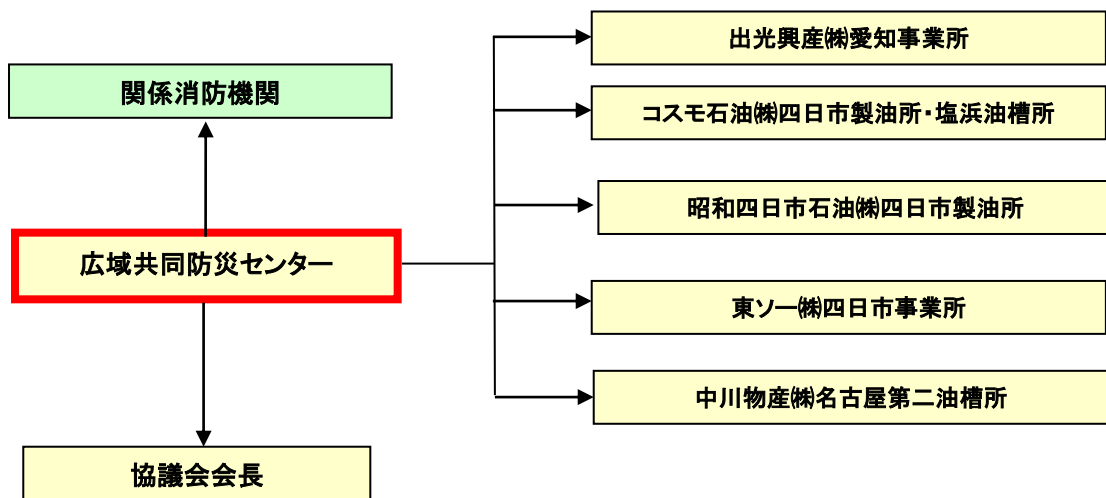 関係消防機関
広域共同防災センター
協議会会長
出光興産㈱愛知事業所
コスモ石油㈱四日市製油所・塩浜油槽所
昭和四日市石油㈱四日市製油所
東ソー㈱四日市事業所
中川物産㈱名古屋第二油槽所